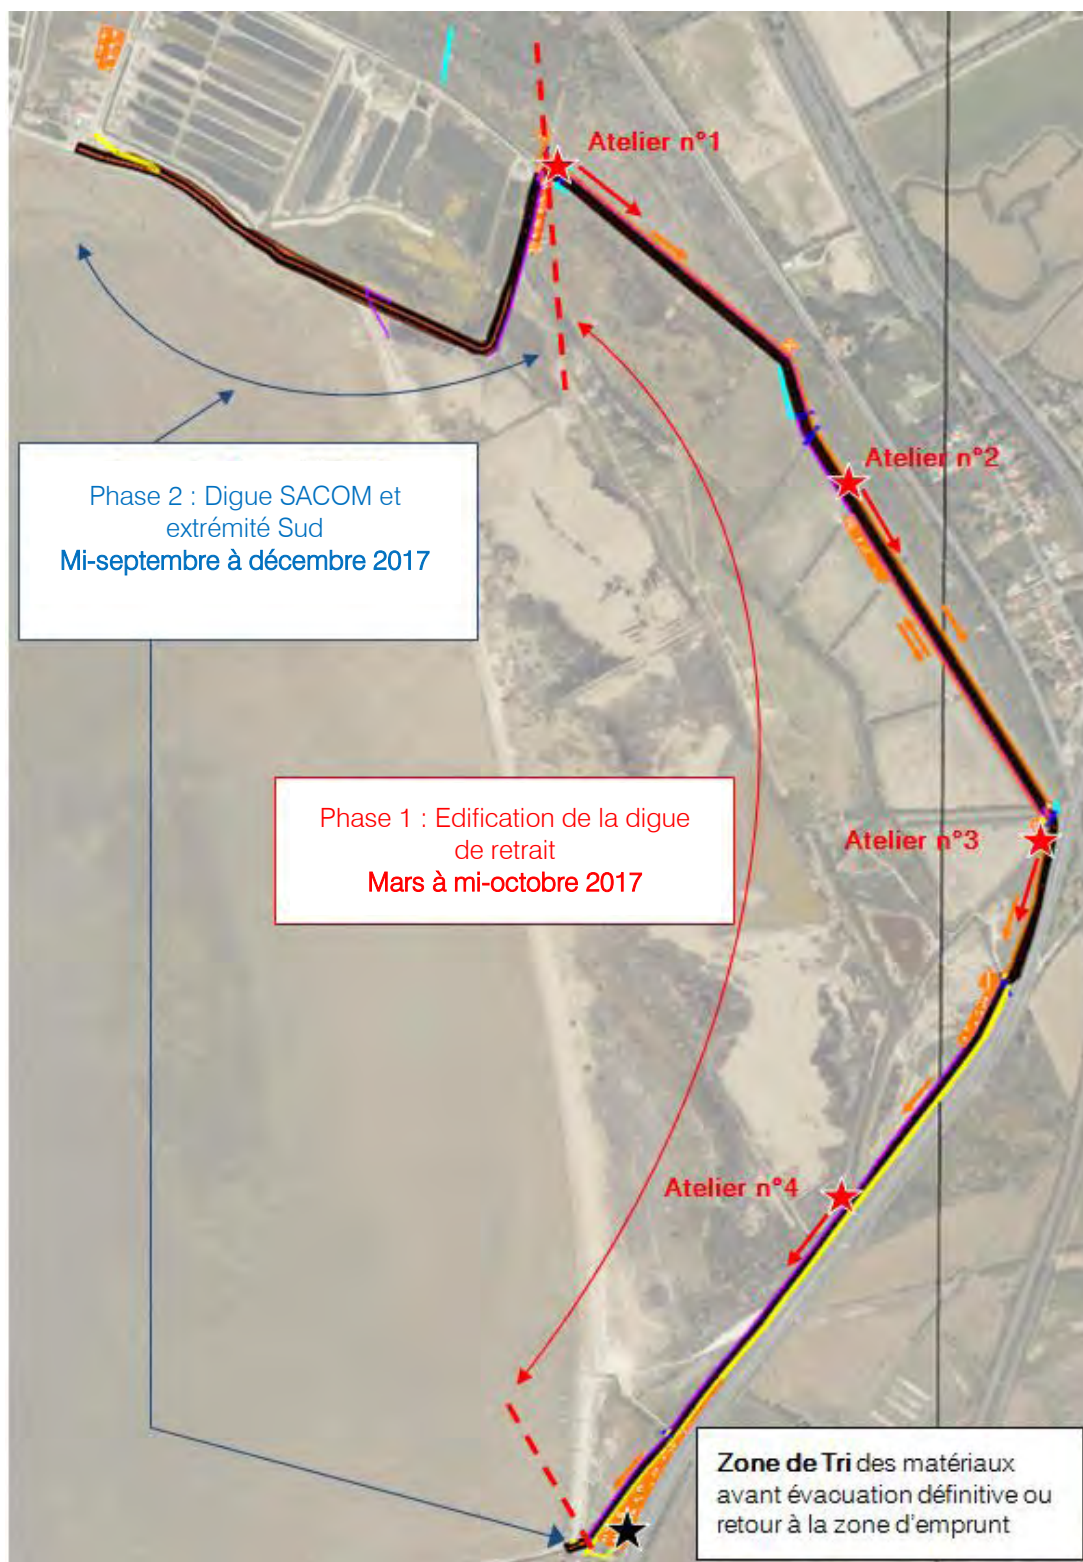 Atelier n°1
Atelier n°2
Phase 2 : Digue SACOM et
extrémité Sud
Mi-septembre à décembre 2017
Phase 1 : Edification de la digue
de retrait
Mars à mi-octobre 2017
Atelier n°3
Atelier n°4
Zone de Tri des matériaux
avant évacuation définitive ou
retour à la zone d'emprunt